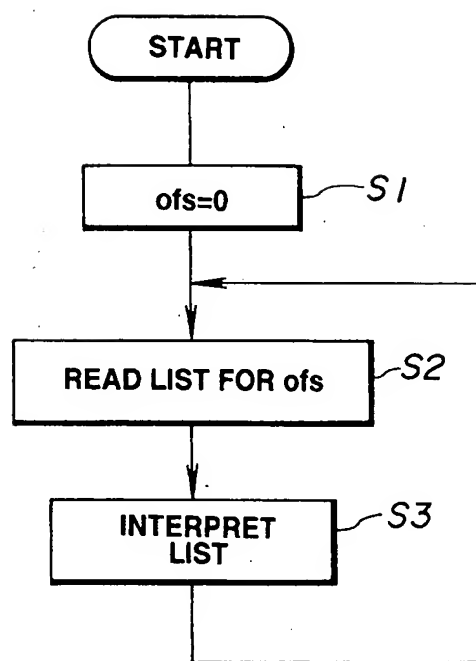 START
ofs=0
S1
READ LIST FOR ofs
S2
INTERPRET
LIST
S3